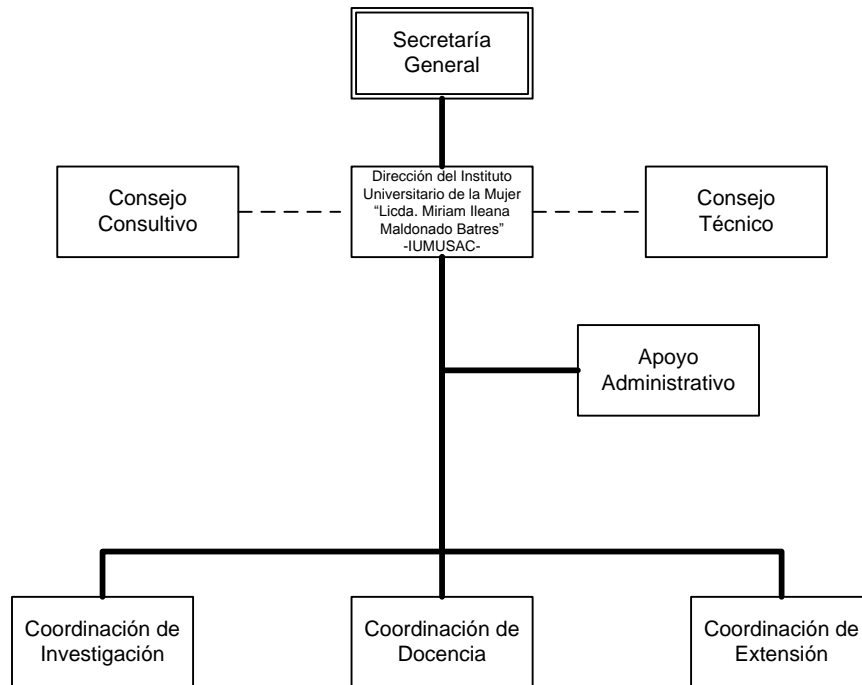 Secretaría
General
Consejo
Consultivo
Dirección del Instituto
Universitario de la Mujer
“Licda. Miriam Ileana
Maldonado Batres”
-IUMUSAC-
Consejo
Técnico
Apoyo
Administrativo
Coordinación de
Investigación
Coordinación de
Docencia
Coordinación de
Extensión